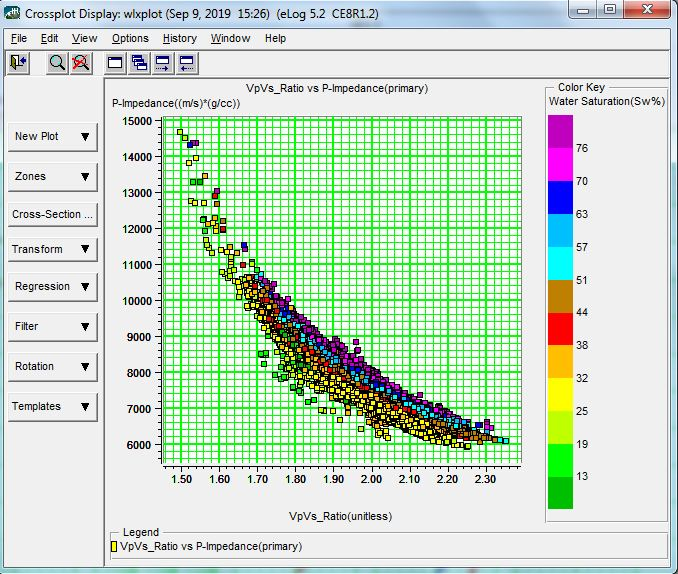 Crossplot Display: wlxplot (Sep 9, 2019 15:26) (eLog 5.2 CE8R1.2)
File Edit View Options History Window Help
VpVs_Ratio vs P-Impedance(primary)
P-Impedance((m/s)*(g/cc))
New Plot
Zones
Cross-Section ...
Transform
Regression
Filter
Rotation
Templates
15000
14000
13000
12000
11000
10000
9000
8000
7000
6000
1.50 1.60 1.70 1.80 1.90 2.00 2.10 2.20 2.30
VpVs_Ratio(unitless)
Color Key
Water Saturation(Sw%)
76
70
63
57
51
44
38
32
25
19
13
Legend
VpVs_Ratio vs P-Impedance(primary)